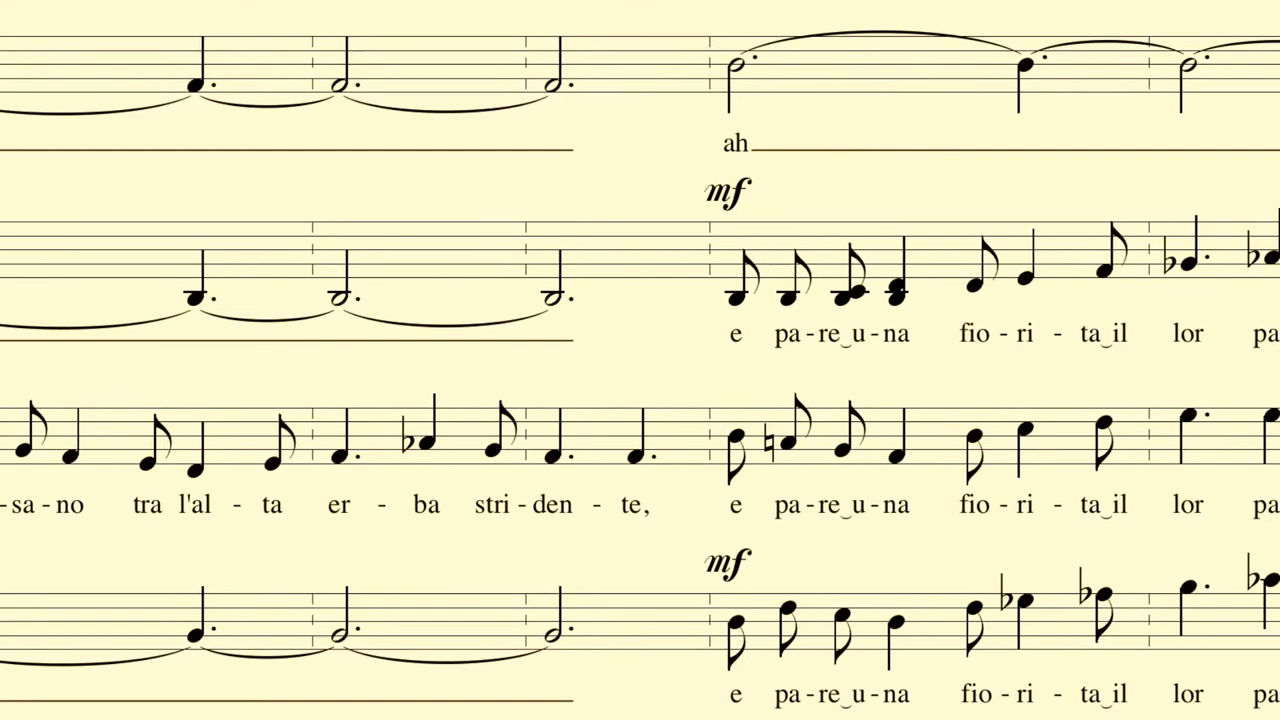 ah
mf
e pa-re‿u-na fio-ri - ta‿il lor pa
-sa-no tra l'al - ta er - ba stri-den - te, e pa-re‿u-na fio-ri - ta‿il lor pa
mf
e pa-re‿u-na fio-ri - ta‿il lor pa